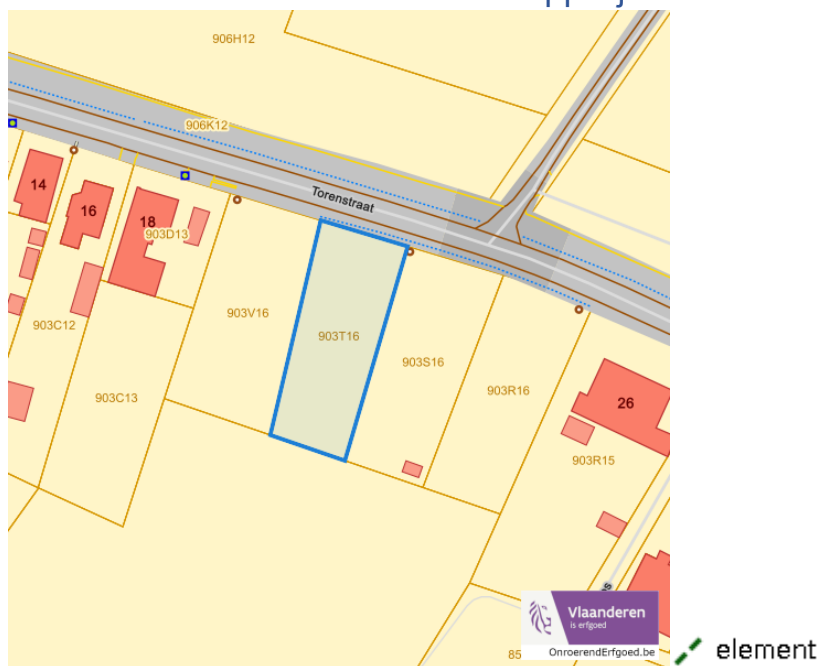 906H12
906K12
Torenstraat
14
16
18
903D13
903V16
903T16
903C12
903S16
903C13
903R16
26
903R15
Vlaanderen
is erfgoed
OnroerendErfgoed.be
85
element